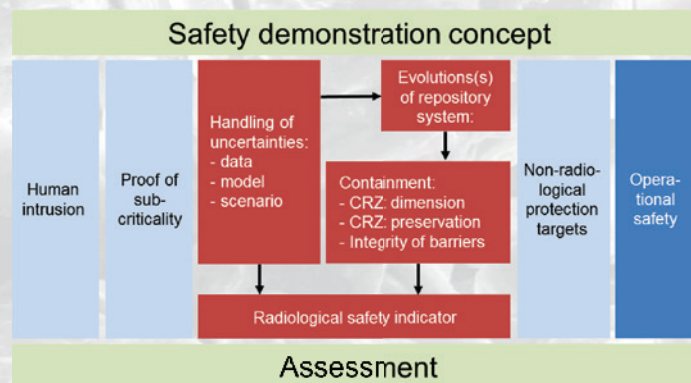 Safety demonstration concept
Human
intrusion
Proof of
sub-
criticality
Handling of
uncertainties:
- data
- model
- scenario
Evolutions(s)
of repository
system:
Containment:
- CRZ: dimension
- CRZ: preservation
- Integrity of barriers
Radiological safety indicator
Non-radio-
logical
protection
targets
Opera-
tional
safety
Assessment